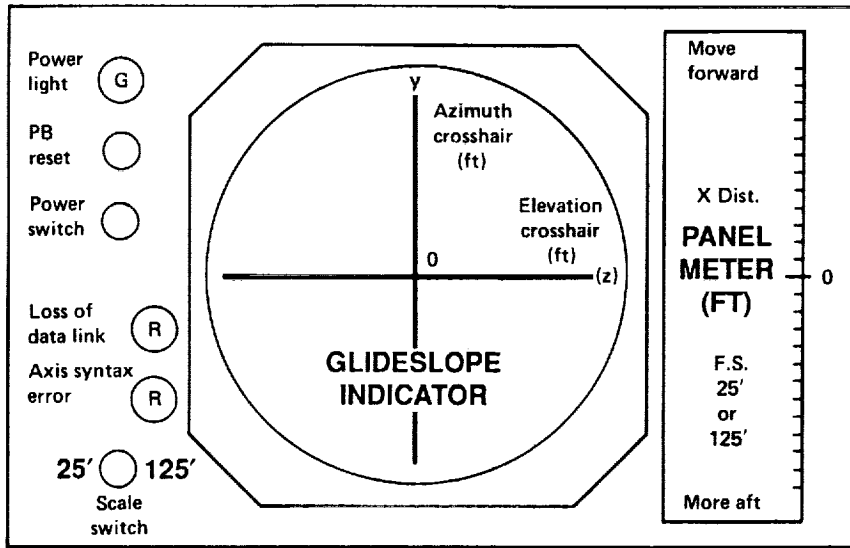 Power
light
G
PB
reset
Power
switch
Loss of
data link
R
Axis syntax
error
R
25′ 125′
Scale
switch
y
Azimuth
crosshair
(ft)
Elevation
crosshair
(ft)
0
(z)
GLIDESLOPE
INDICATOR
Move
forward
X Dist.
PANEL
METER
(FT)
0
F.S.
25′
or
125′
More aft